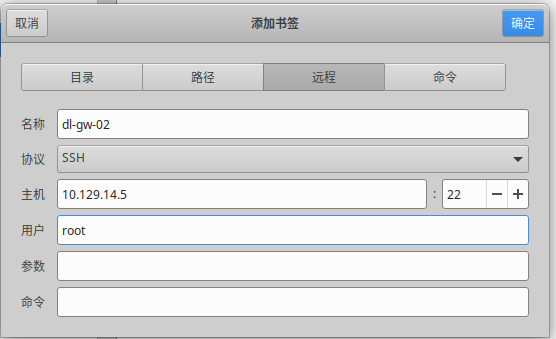 取消 添加书签 确定
目录 路径 远程 命令
名称 dl-gw-02
协议 SSH
主机 10.129.14.5 : 22 − +
用户 root
参数
命令